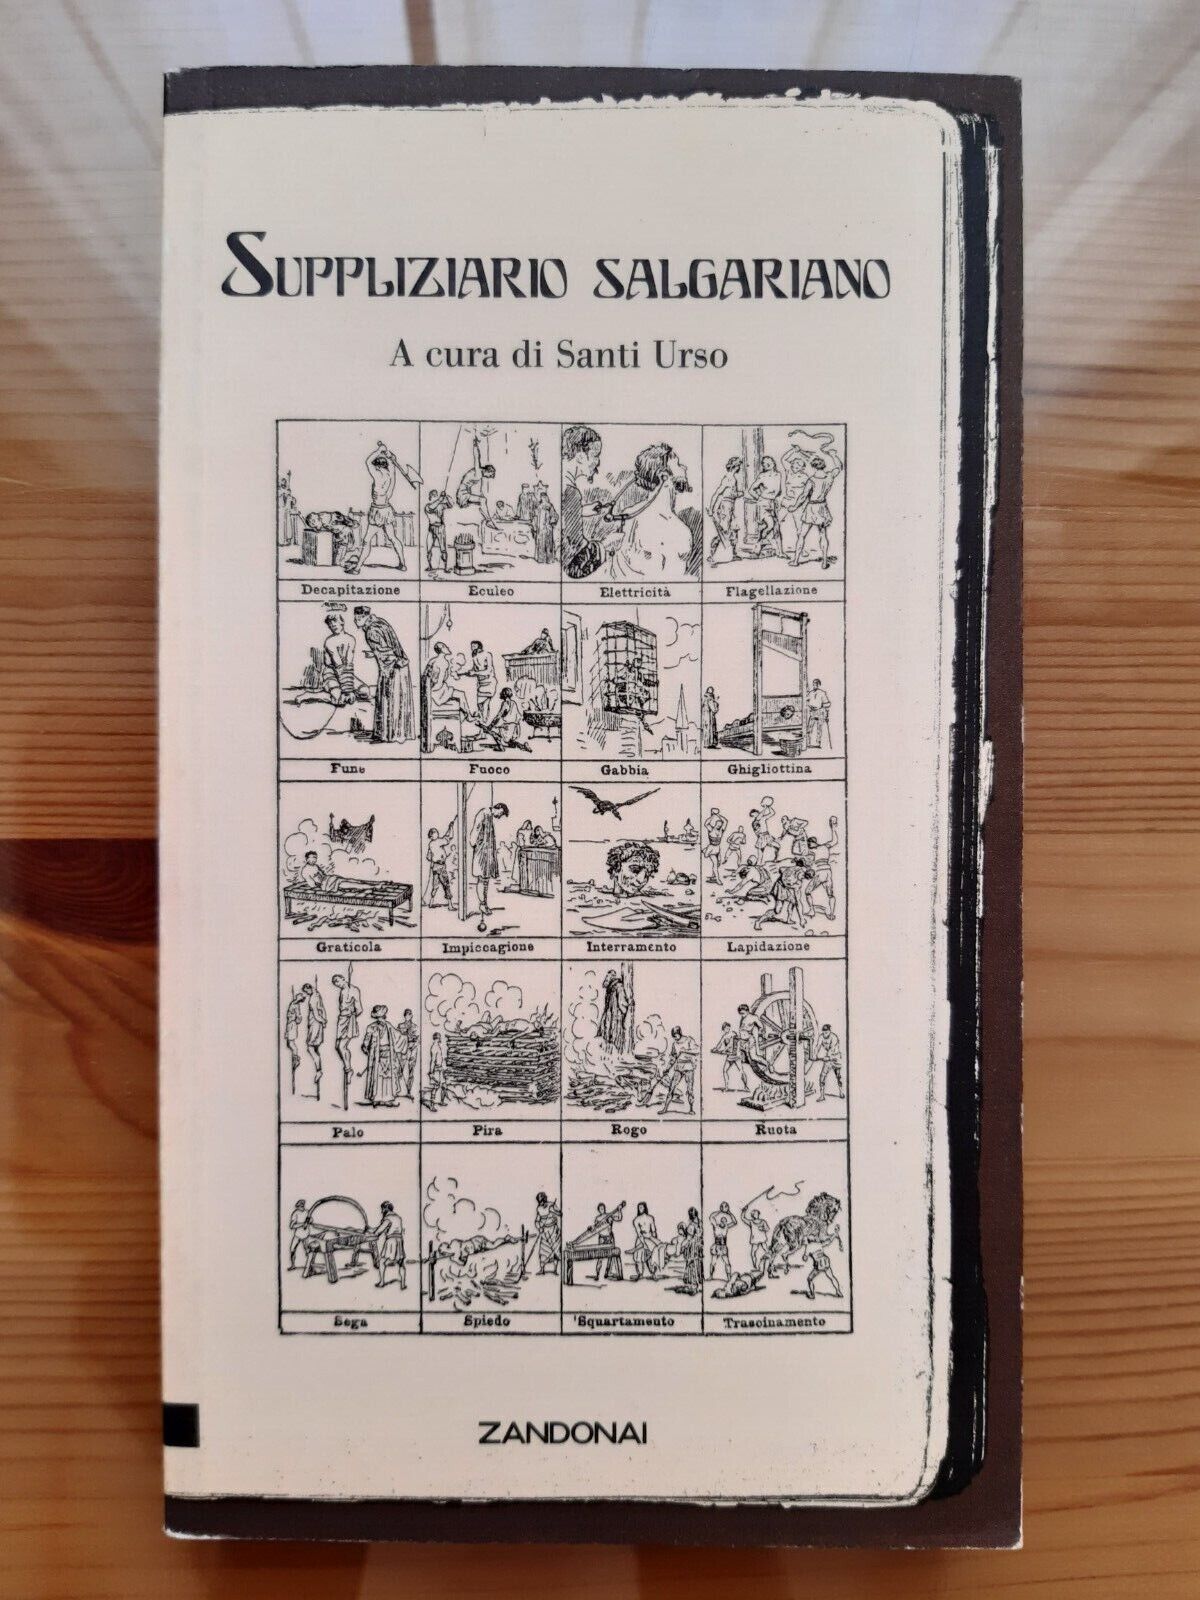 SUPPLIZIARIO SALGARIANO
A cura di Santi Urso
Decapitazione Eculeo Elettricità Flagellazione
Fune Fuoco Gabbia Ghigliottina
Graticola Impiccagione Interramento Lapidazione
Palo Pira Rogo Ruota
Sega Spiedo Squartamento Trascinamento
ZANDONAI